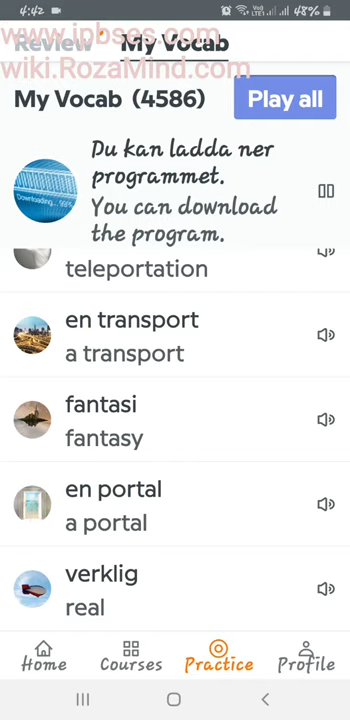 4:42
48%
www.ipbses.com
Review My Vocab
wiki.RozaMind.com
My Vocab (4586)
Play all
Du kan ladda ner
programmet.
You can download
the program.
teleportation
en transport
a transport
fantasi
fantasy
en portal
a portal
verklig
real
Home Courses Practice Profile